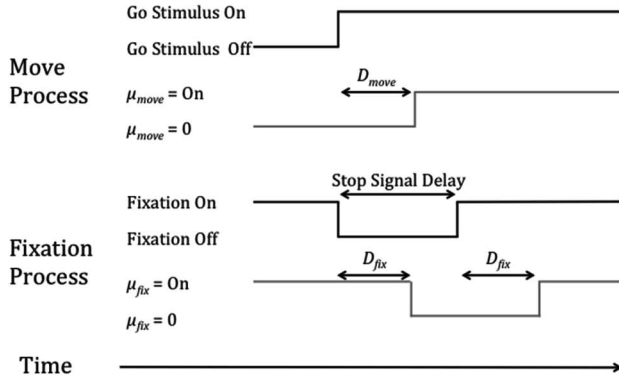 Go Stimulus On
Go Stimulus Off
Move
Process
D_move
μ_move = On
μ_move = 0
Stop Signal Delay
Fixation On
Fixation Off
Fixation
Process
D_fix D_fix
μ_fix = On
μ_fix = 0
Time